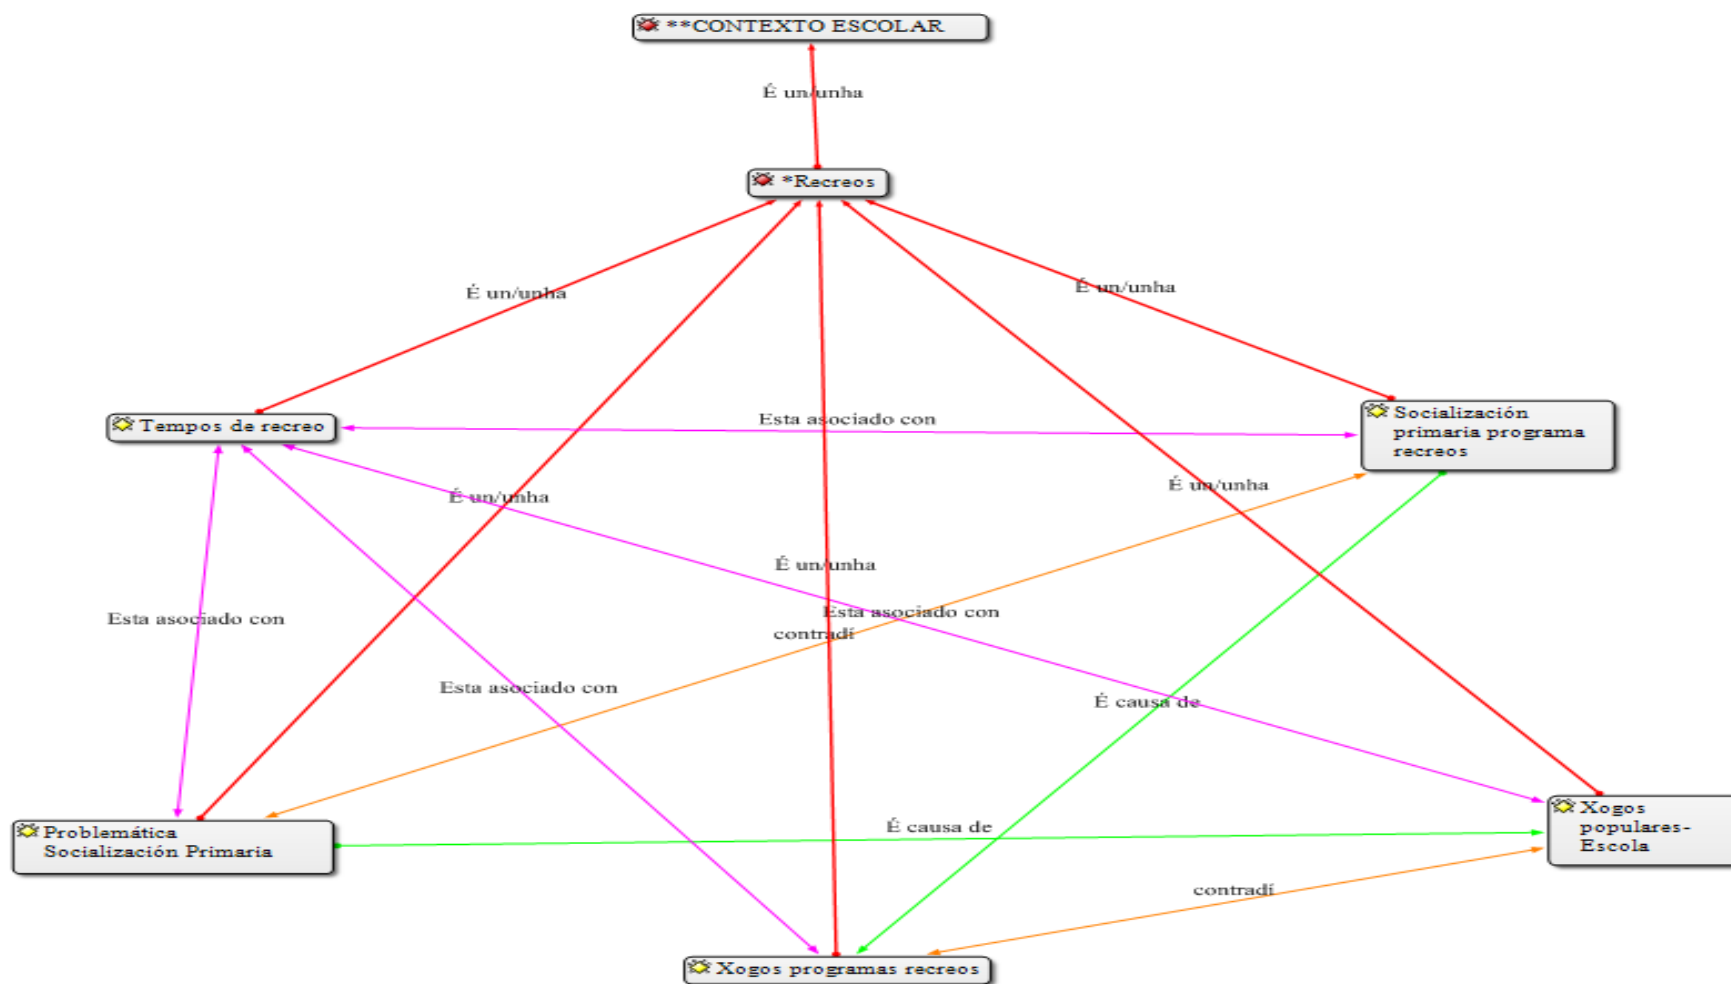 **CONTEXTO ESCOLAR
É un/unha
*Recreos
É un/unha
É un/unha
Tempos de recreo
Esta asociado con
Socialización
primaria programa
recreos
É un/unha
É un/unha
É un/unha
Esta asociado con
Esta asociado con
contradí
Esta asociado con
É causa de
Problemática
Socialización Primaria
É causa de
Xogos
populares-
Escola
contradí
Xogos programas recreos